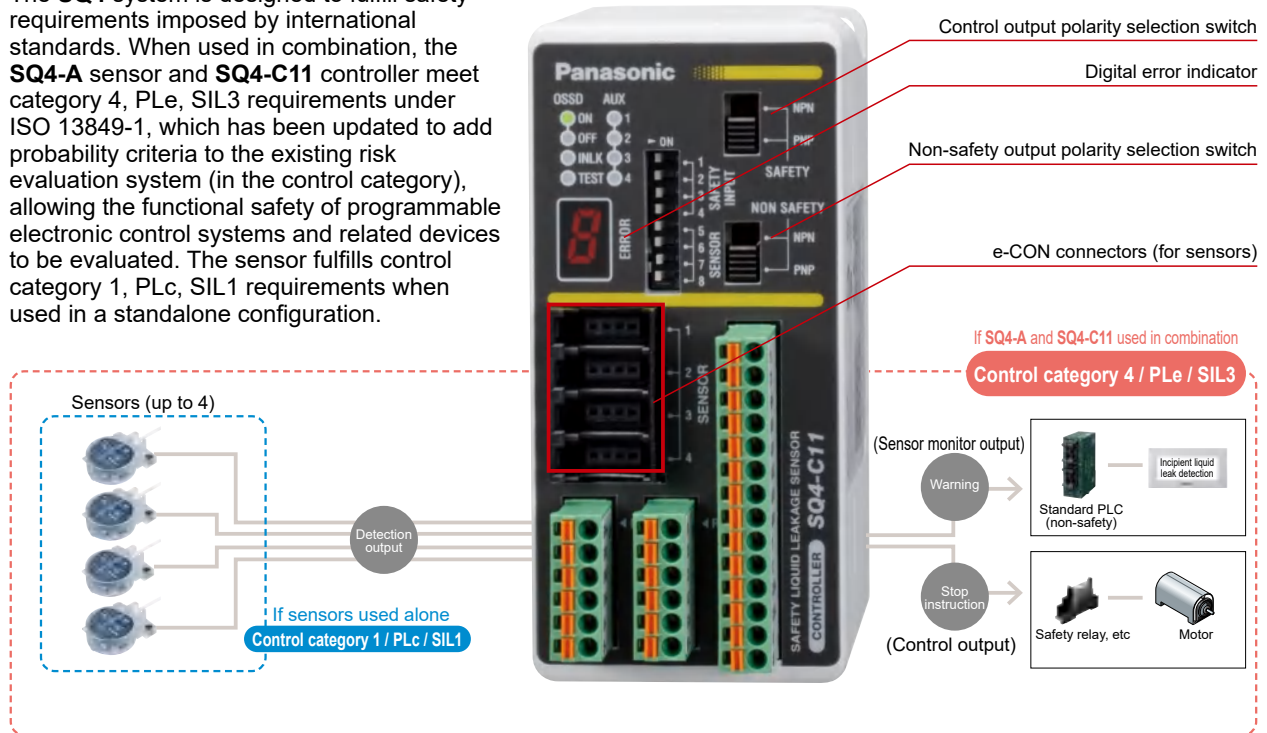 The SQ4 system is designed to fulfill safety
requirements imposed by international
standards. When used in combination, the
SQ4-A sensor and SQ4-C11 controller meet
category 4, PLe, SIL3 requirements under
ISO 13849-1, which has been updated to add
probability criteria to the existing risk
evaluation system (in the control category),
allowing the functional safety of programmable
electronic control systems and related devices
to be evaluated. The sensor fulfills control
category 1, PLc, SIL1 requirements when
used in a standalone configuration.
Control output polarity selection switch
Digital error indicator
Non-safety output polarity selection switch
e-CON connectors (for sensors)
Panasonic
OSSD AUX
ON 1
OFF 2
INLK 3
TEST 4
ON
1
2
3
4
5
6
7
8
SAFETY INPUT
SENSOR
ERROR
8
NPN
PNP
SAFETY
NON SAFETY
NPN
PNP
1
2
3
4
SENSOR
SAFETY LIQUID LEAKAGE SENSOR
CONTROLLER SQ4-C11
If SQ4-A and SQ4-C11 used in combination
Control category 4 / PLe / SIL3
Sensors (up to 4)
Detection
output
If sensors used alone
Control category 1 / PLc / SIL1
(Sensor monitor output)
Warning
Standard PLC
(non-safety)
Incipient liquid
leak detection
Stop
instruction
(Control output)
Safety relay, etc
Motor